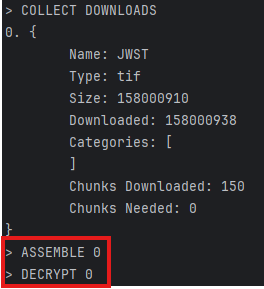 > COLLECT DOWNLOADS
0. {
Name: JWST
Type: tif
Size: 158000910
Downloaded: 158000938
Categories: [
]
Chunks Downloaded: 150
Chunks Needed: 0
}
> ASSEMBLE 0
> DECRYPT 0